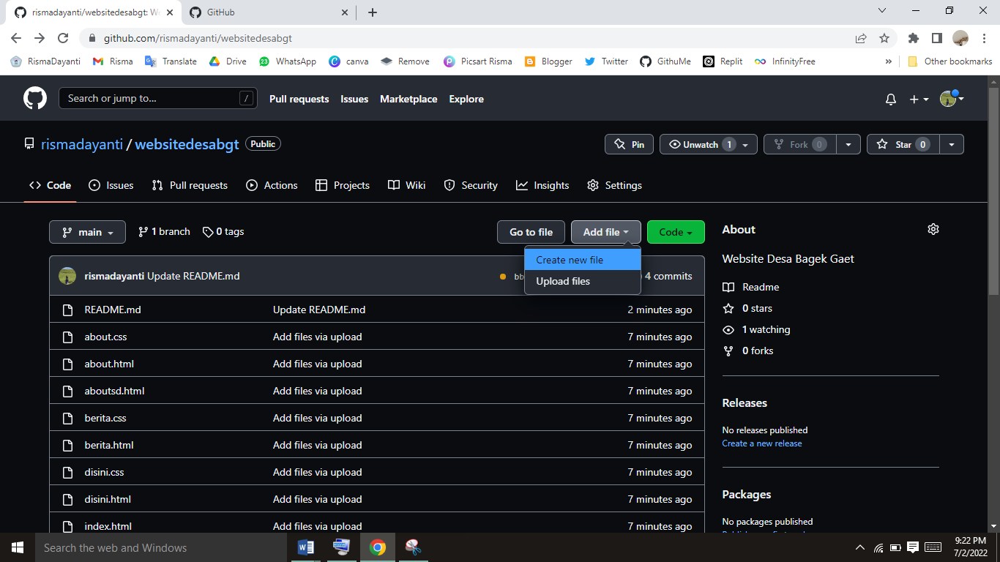 rismadayanti/websitedesabgt: W
GitHub
github.com/rismadayanti/websitedesabgt
RismaDayanti Risma Translate Drive 23 WhatsApp canva Remove Picsart Risma Blogger Twitter GithuMe Replit InfinityFree » Other bookmarks
Search or jump to... / Pull requests Issues Marketplace Explore
rismadayanti / websitedesabgt Public
Pin Unwatch 1 Fork 0 Star 0
Code Issues Pull requests Actions Projects Wiki Security Insights Settings
main 1 branch 0 tags Go to file Add file Code
Create new file
Upload files
rismadayanti Update README.md bb 4 commits
README.md Update README.md 2 minutes ago
about.css Add files via upload 7 minutes ago
about.html Add files via upload 7 minutes ago
aboutsd.html Add files via upload 7 minutes ago
berita.css Add files via upload 7 minutes ago
berita.html Add files via upload 7 minutes ago
disini.css Add files via upload 7 minutes ago
disini.html Add files via upload 7 minutes ago
index.html Add files via upload 7 minutes ago
About
Website Desa Bagek Gaet
Readme
0 stars
1 watching
0 forks
Releases
No releases published
Create a new release
Packages
No packages published
Search the web and Windows
9:22 PM
7/2/2022